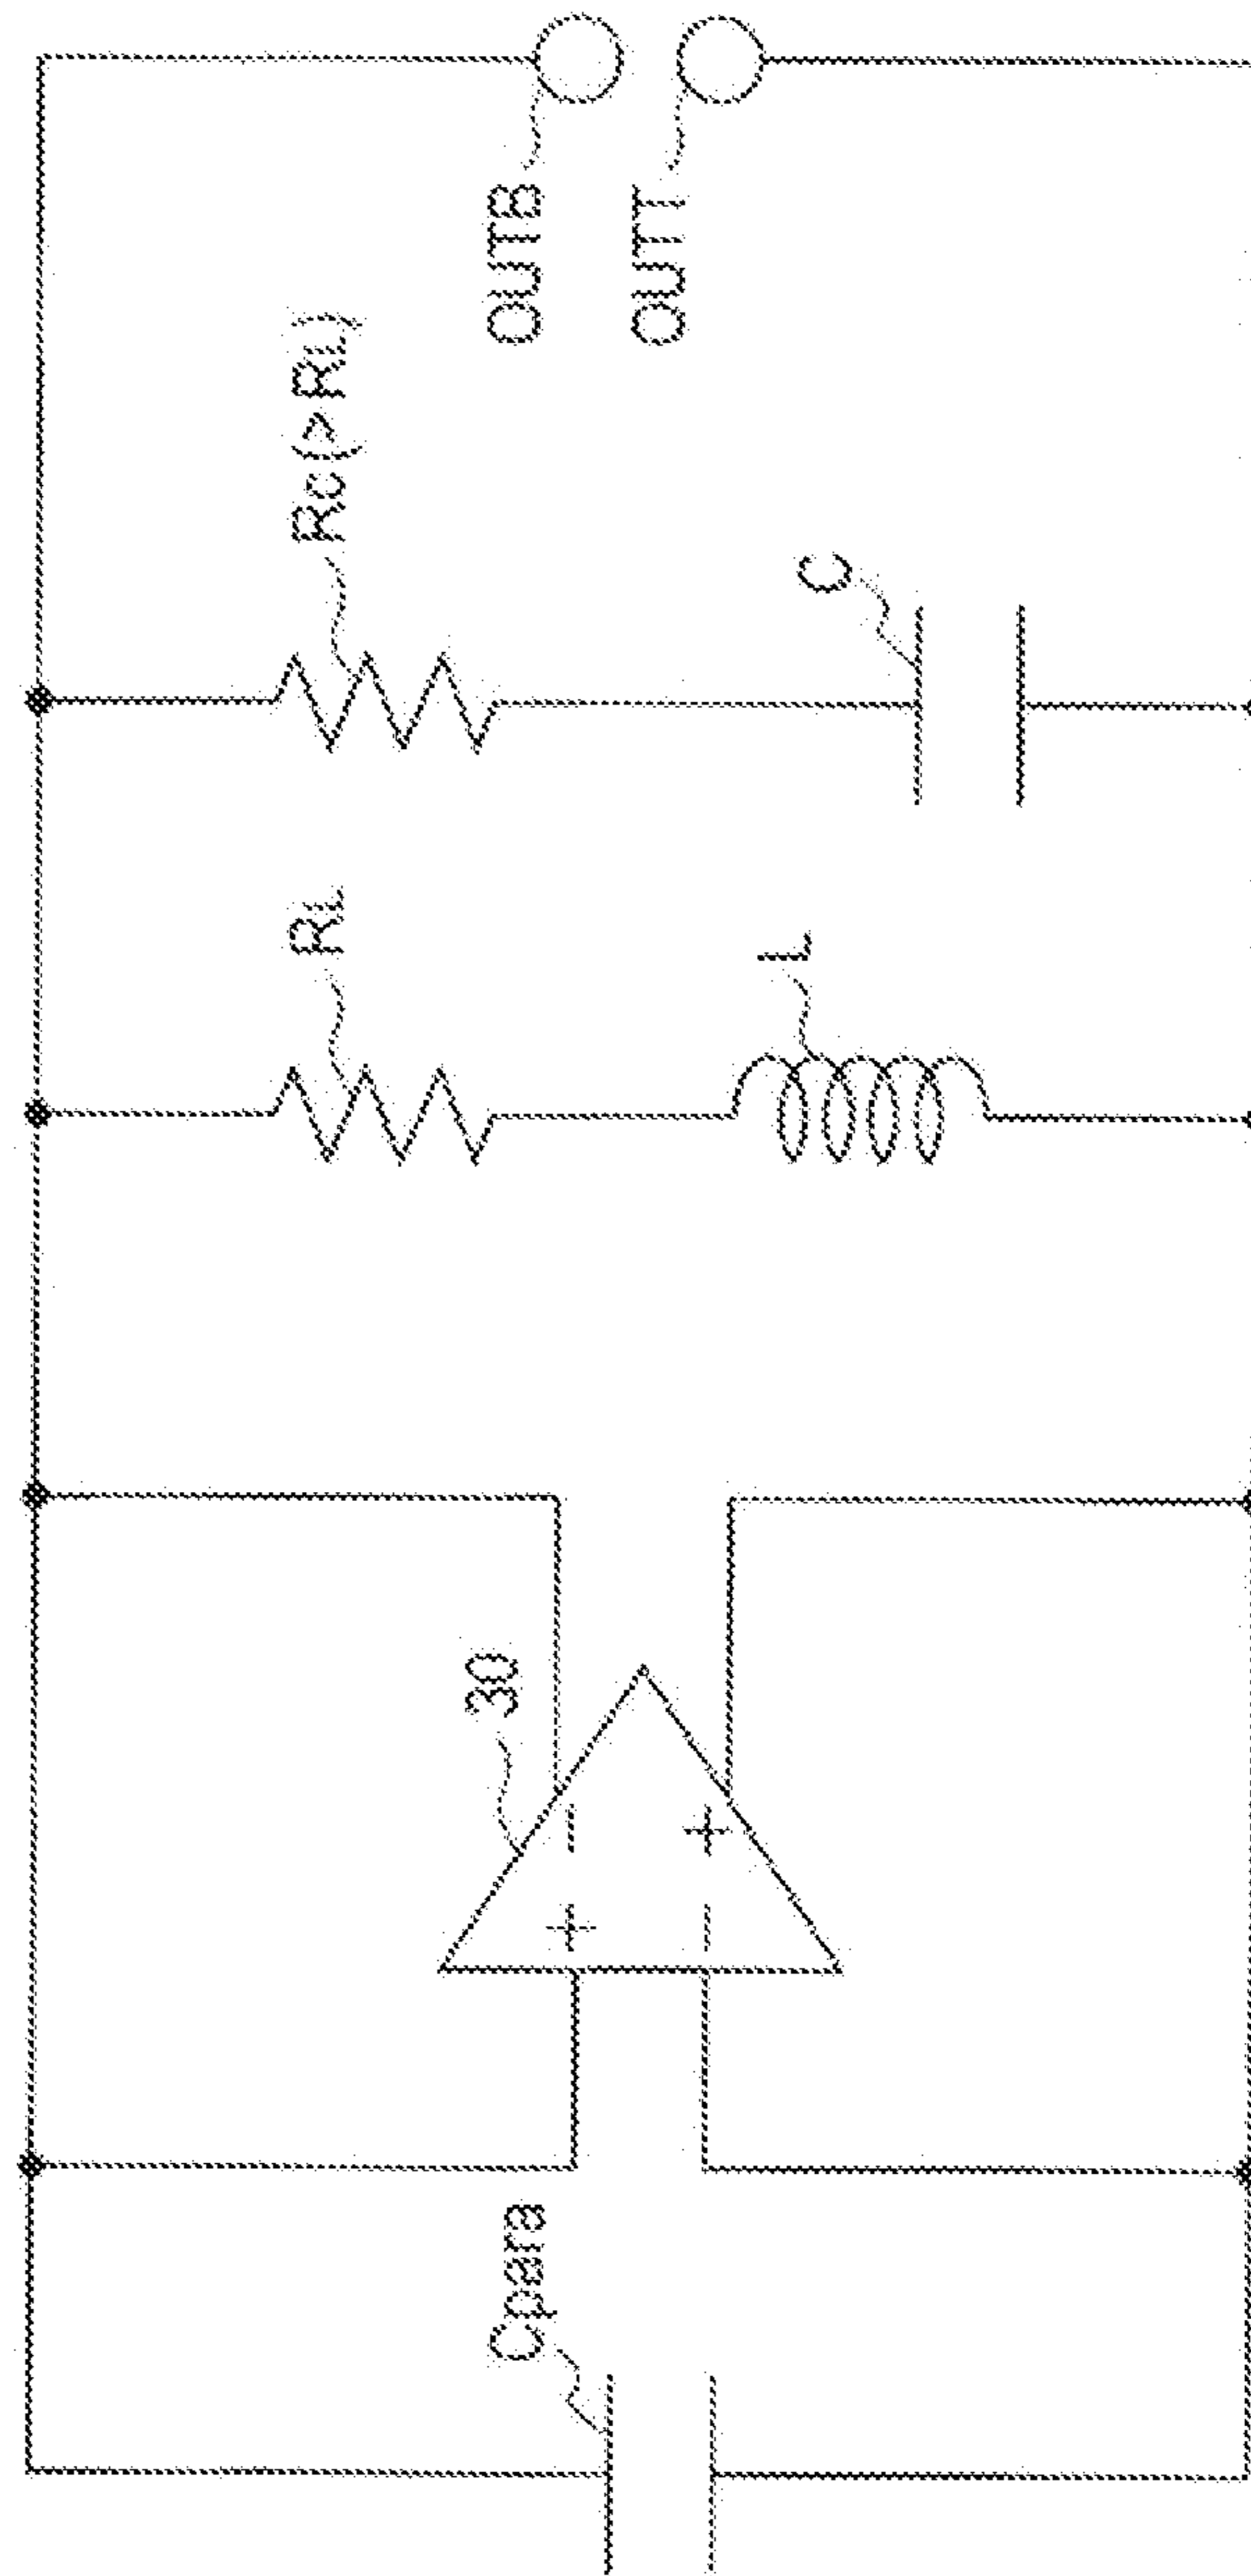 Cpara
30
+ -
- +
RL
L
Rc(>RL)
C
OUTB
OUTT